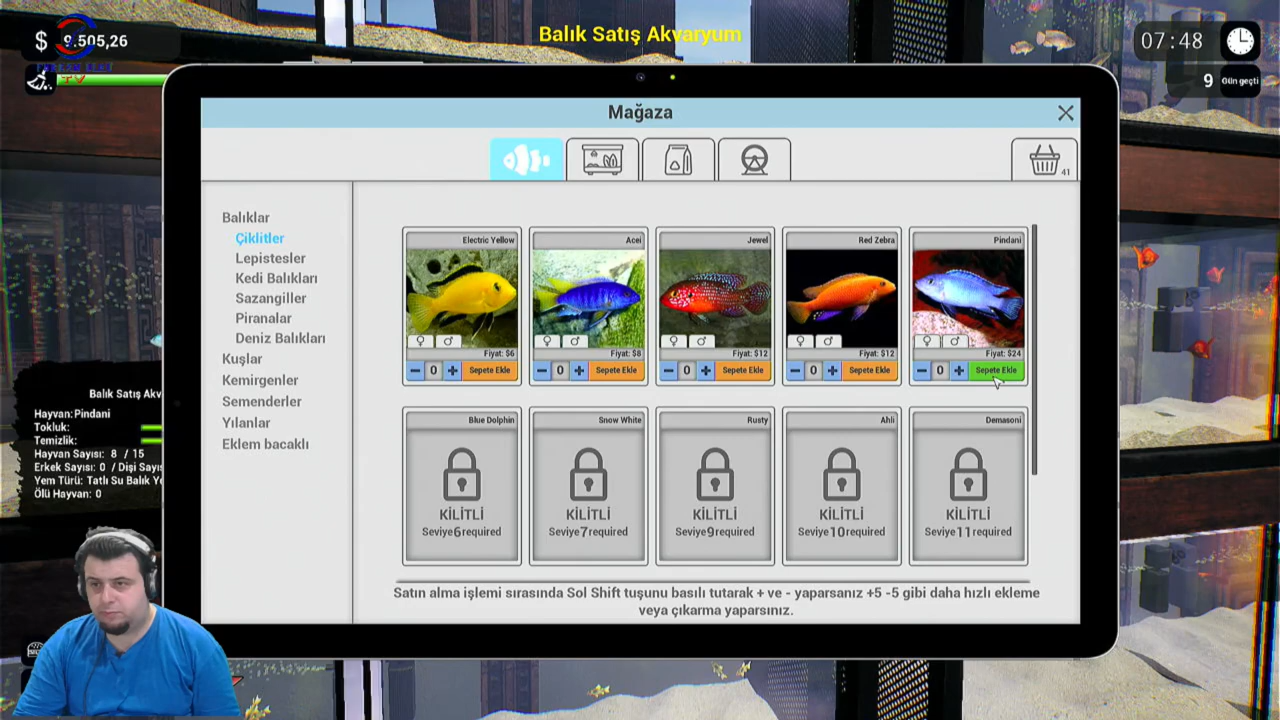 Balık Satış Akvaryum
$ 9.505,26
07:48
9 Gün geçti
Mağaza
41
Balıklar
Çiklitler
Lepistesler
Kedi Balıkları
Sazangiller
Piranalar
Deniz Balıkları
Kuşlar
Kemirgenler
Semenderler
Yılanlar
Eklem bacaklı
Electric Yellow
Fiyat: $6
0 Sepete Ekle
Acei
Fiyat: $8
0 Sepete Ekle
Jewel
Fiyat: $12
0 Sepete Ekle
Red Zebra
Fiyat: $12
0 Sepete Ekle
Pindani
Fiyat: $24
0 Sepete Ekle
Blue Dolphin
KİLİTLİ
Seviye6required
Snow White
KİLİTLİ
Seviye7required
Rusty
KİLİTLİ
Seviye9required
Ahli
KİLİTLİ
Seviye10required
Demasoni
KİLİTLİ
Seviye11required
Satın alma işlemi sırasında Sol Shift tuşunu basılı tutarak + ve - yaparsanız +5 -5 gibi daha hızlı ekleme
veya çıkarma yaparsınız.
Balık Satış Akv
Hayvan:Pindani
Tokluk:
Temizlik:
Hayvan Sayısı: 8 / 15
Erkek Sayısı: 0 / Dişi Sayıs
Yem Türü: Tatlı Su Balık Ye
Ölü Hayvan: 0